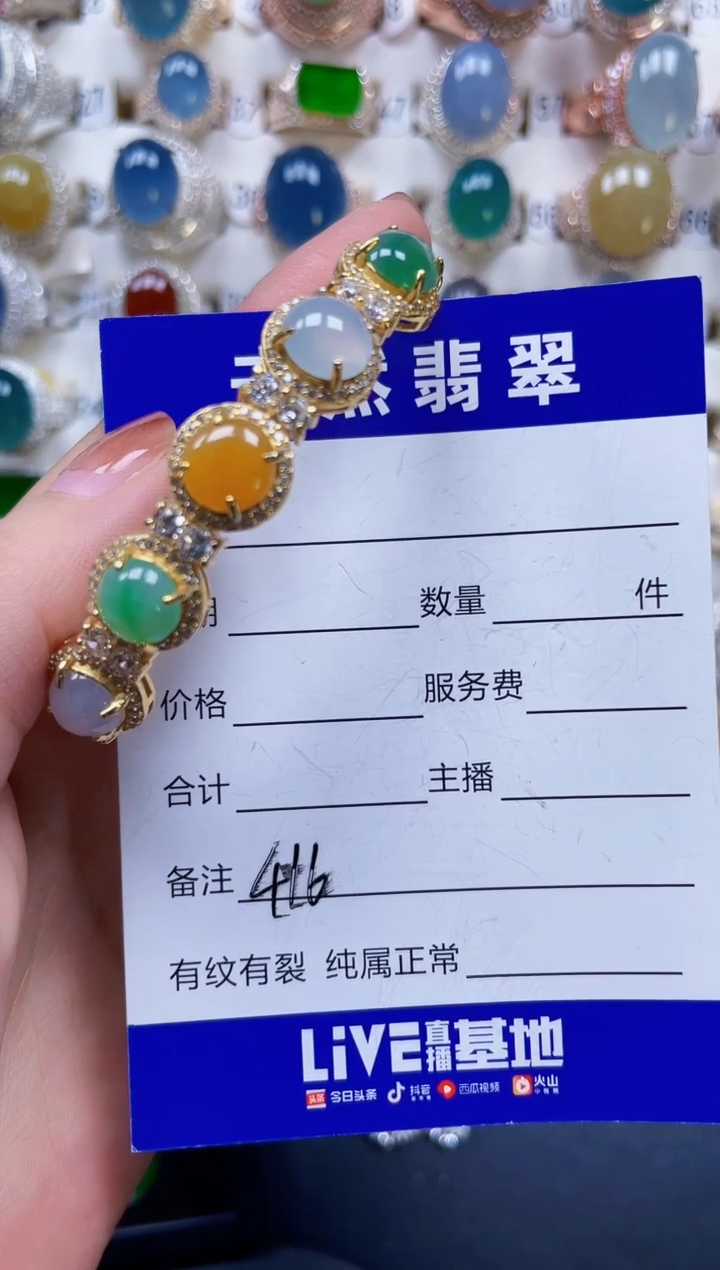 翡翠
数量 件
价格 服务费
合计 主播
备注 416
有纹有裂 纯属正常
LiVE直播基地
头条 今日头条 抖音 西瓜视频 火山